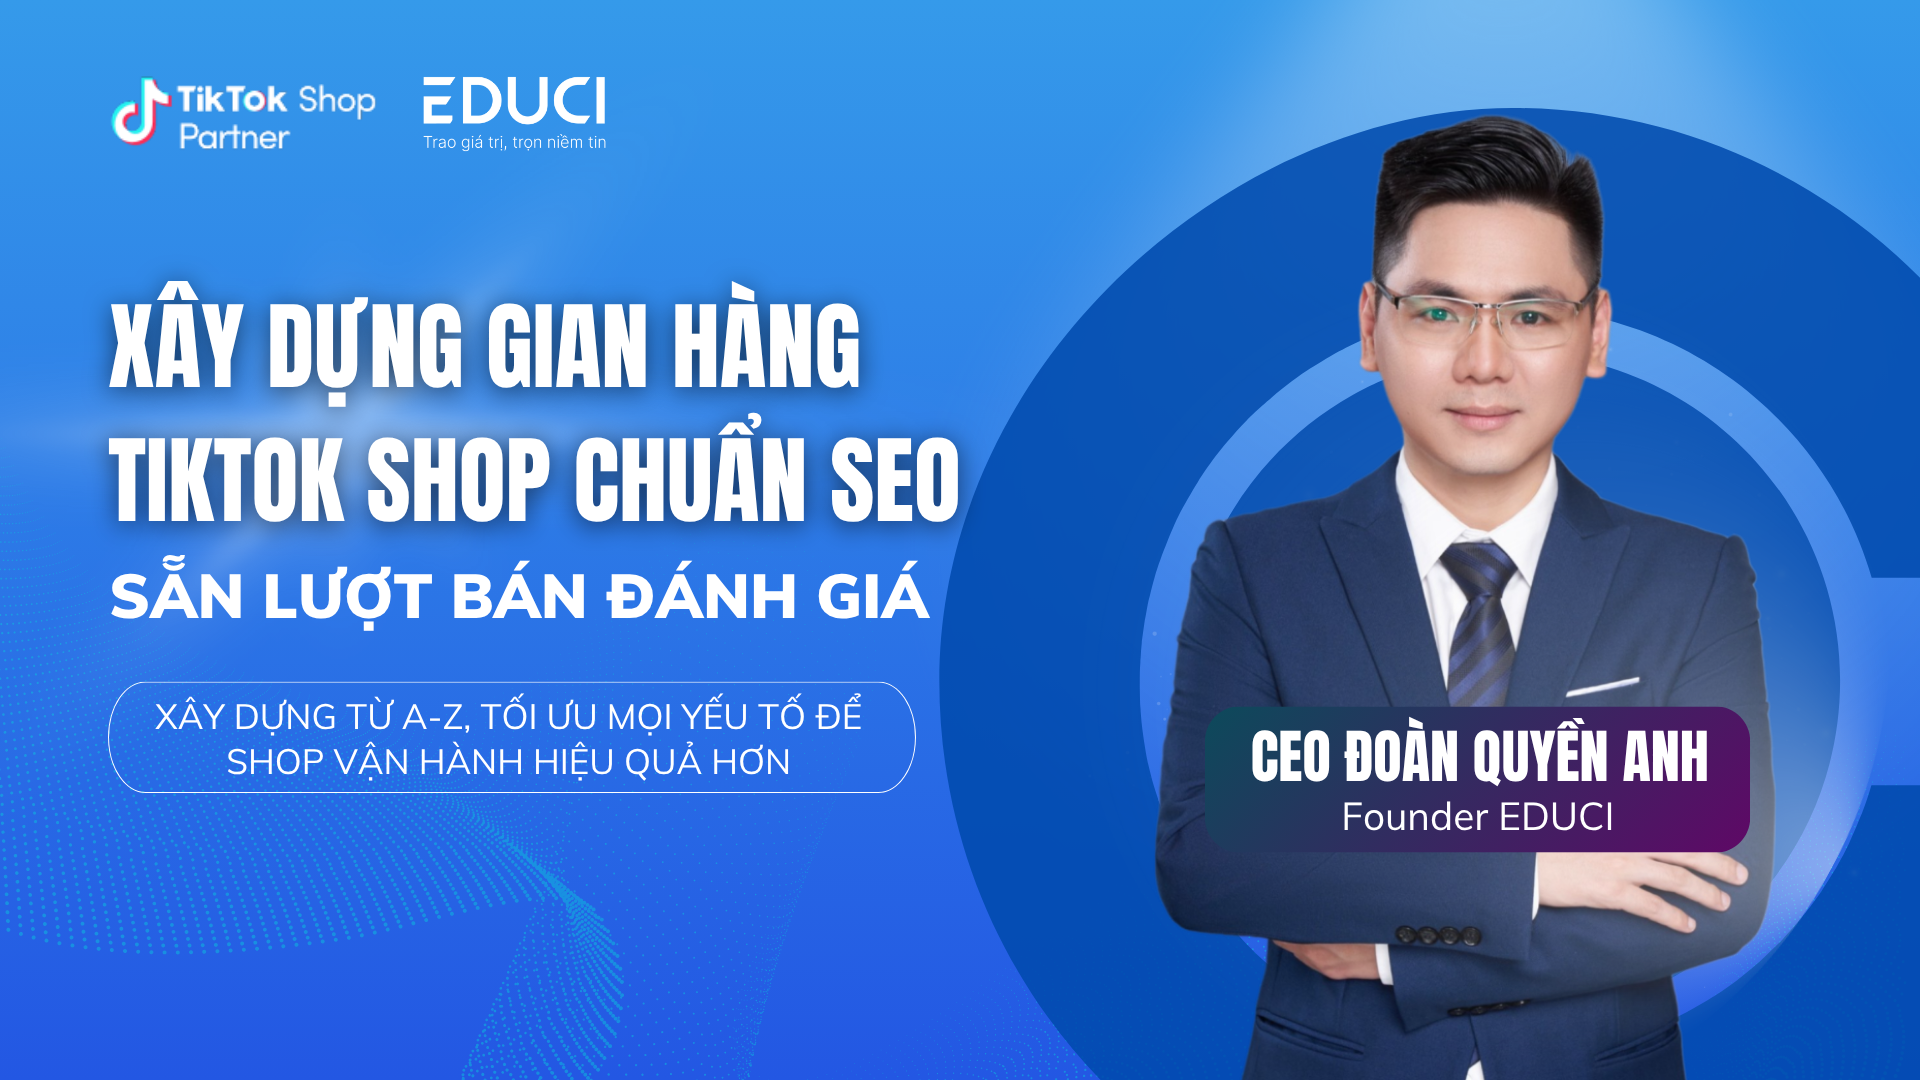 TikTok Shop
Partner
EDUCI
Trao giá trị, trọn niềm tin
XÂY DỰNG GIAN HÀNG
TIKTOK SHOP CHUẨN SEO
SẴN LƯỢT BÁN ĐÁNH GIÁ
XÂY DỰNG TỪ A-Z, TỐI ƯU MỌI YẾU TỐ ĐỂ
SHOP VẬN HÀNH HIỆU QUẢ HƠN
CEO ĐOÀN QUYỀN ANH
Founder EDUCI